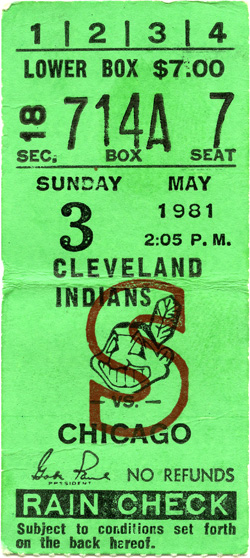 1 | 2 | 3 | 4
LOWER BOX $7.00
18 714A 7
SEC. BOX SEAT
SUNDAY MAY
3 1981
2:05 P. M.
CLEVELAND
INDIANS
S
— VS. —
CHICAGO
PRESIDENT
NO REFUNDS
RAIN CHECK
Subject to conditions set forth
on the back hereof.